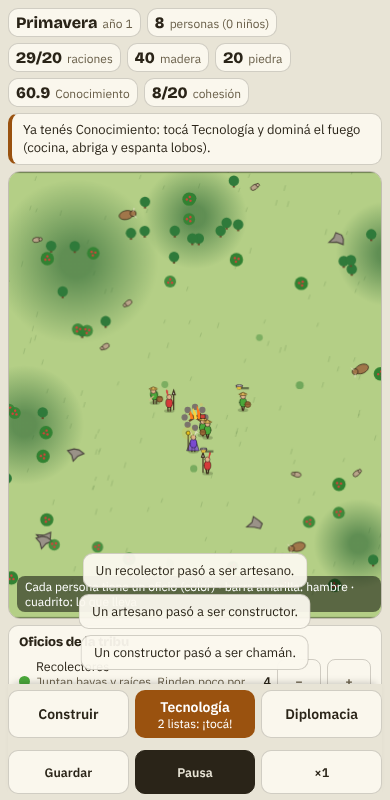 Primavera año 1
8 personas (0 niños)
29/20 raciones
40 madera
20 piedra
60.9 Conocimiento
8/20 cohesión
Ya tenés Conocimiento: tocá Tecnología y dominá el fuego
(cocina, abriga y espanta lobos).
Un recolector pasó a ser artesano.
Cada persona tiene un oficio (color) · barra amarilla: hambre ·
cuadrito:
Un artesano pasó a ser constructor.
Oficios de la tribu
Un constructor pasó a ser chamán.
Recolectores
Juntan bayas y raíces. Rinden poco por
4
−
+
Construir
Tecnología
2 listas: ¡tocá!
Diplomacia
Guardar
Pausa
×1